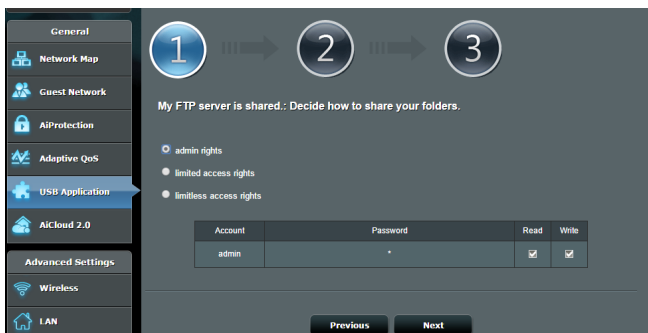 General
Network Map
Guest Network
AiProtection
Adaptive QoS
USB Application
AiCloud 2.0
Advanced Settings
Wireless
LAN
1 2 3
My FTP server is shared.: Decide how to share your folders.
admin rights
limited access rights
limitless access rights
Account Password Read Write
admin *
Previous Next